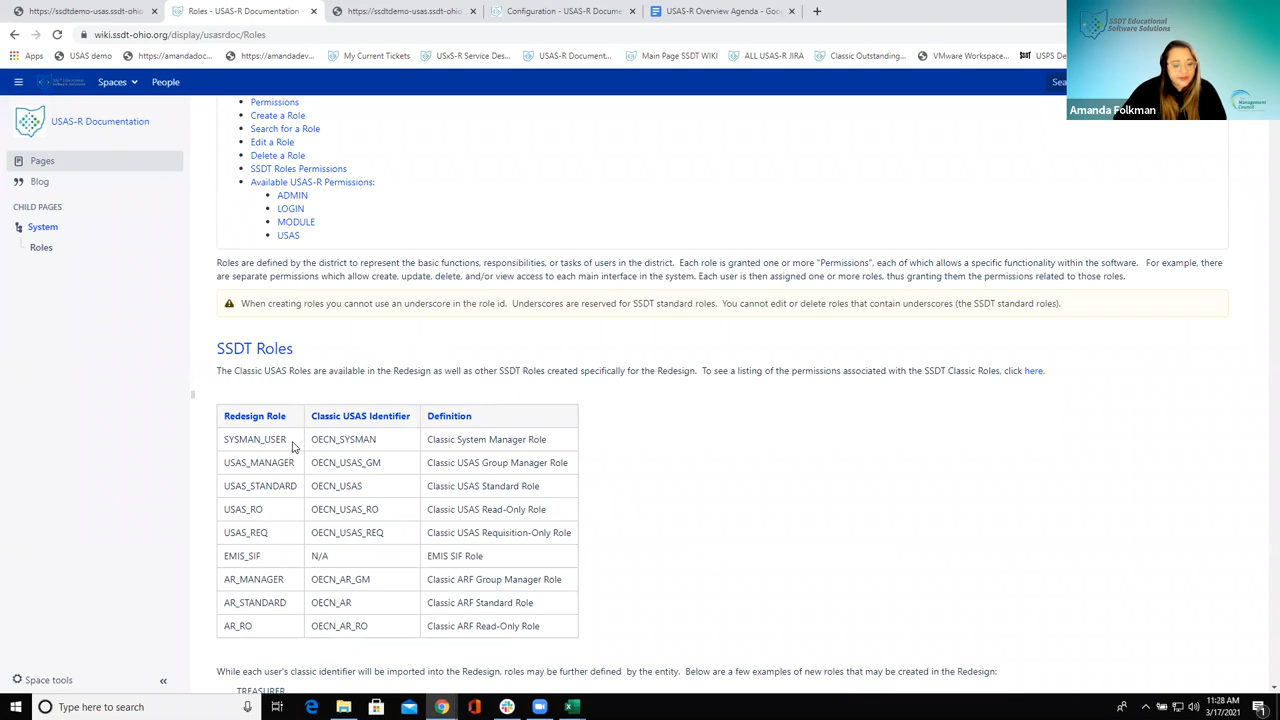 https://ssdtdemo-usas.ssdt-ohi
Roles - USAS-R Documentation -
https://ssdtdemo-usas.ssdt-ohio
Configuration - USAS-R Docume
USAS-R Overview Agenda - Goo
wiki.ssdt-ohio.org/display/usasrdoc/Roles
Apps
USAS demo
https://amandadoc...
https://amandadev...
My Current Tickets
USxS-R Service Des...
USAS-R Document...
Main Page SSDT WIKI
ALL USAS-R JIRA
Classic Outstanding...
VMware Workspace...
USPS De
SSDT Educational
Software Solutions
Management
Council
Amanda Folkman
Spaces
People
Sea
USAS-R Documentation
Pages
Blog
CHILD PAGES
System
Roles
Permissions
Create a Role
Search for a Role
Edit a Role
Delete a Role
SSDT Roles Permissions
Available USAS-R Permissions:
ADMIN
LOGIN
MODULE
USAS
Roles are defined by the district to represent the basic functions, responsibilities, or tasks of users in the district. Each role is granted one or more "Permissions", each of which allows a specific functionality within the software. For example, there
are separate permissions which allow create, update, delete, and/or view access to each main interface in the system. Each user is then assigned one or more roles, thus granting them the permissions related to those roles.
When creating roles you cannot use an underscore in the role id. Underscores are reserved for SSDT standard roles. You cannot edit or delete roles that contain underscores (the SSDT standard roles).
SSDT Roles
The Classic USAS Roles are available in the Redesign as well as other SSDT Roles created specifically for the Redesign. To see a listing of the permissions associated with the SSDT Classic Roles, click here.
Redesign Role Classic USAS Identifier Definition
SYSMAN_USER OECN_SYSMAN Classic System Manager Role
USAS_MANAGER OECN_USAS_GM Classic USAS Group Manager Role
USAS_STANDARD OECN_USAS Classic USAS Standard Role
USAS_RO OECN_USAS_RO Classic USAS Read-Only Role
USAS_REQ OECN_USAS_REQ Classic USAS Requisition-Only Role
EMIS_SIF N/A EMIS SIF Role
AR_MANAGER OECN_AR_GM Classic ARF Group Manager Role
AR_STANDARD OECN_AR Classic ARF Standard Role
AR_RO OECN_AR_RO Classic ARF Read-Only Role
While each user's classic identifier will be imported into the Redesign, roles may be further defined by the entity. Below are a few examples of new roles that may be created in the Redesign:
TREASURER
Space tools
Type here to search
11:28 AM
3/17/2021